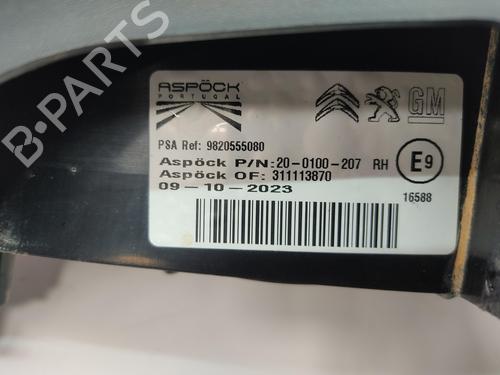 B-PARTS
ASPÖCK
PORTUGAL
GM
PSA Ref: 9820555080
Aspöck P/N:20-0100-207 RH
E9
Aspöck OF: 311113870
09-10-2023
16588